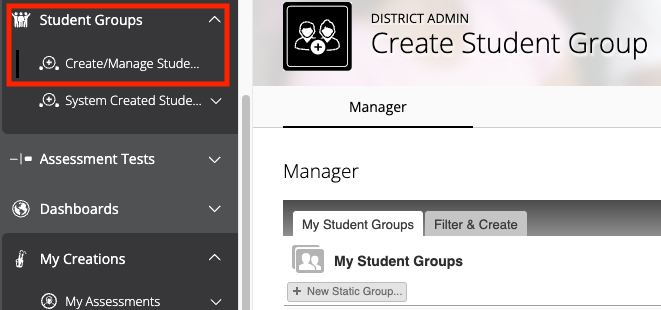 Student Groups
Create/Manage Stude...
System Created Stude...
Assessment Tests
Dashboards
My Creations
My Assessments
DISTRICT ADMIN
Create Student Group
Manager
Manager
My Student Groups
Filter & Create
My Student Groups
+ New Static Group...